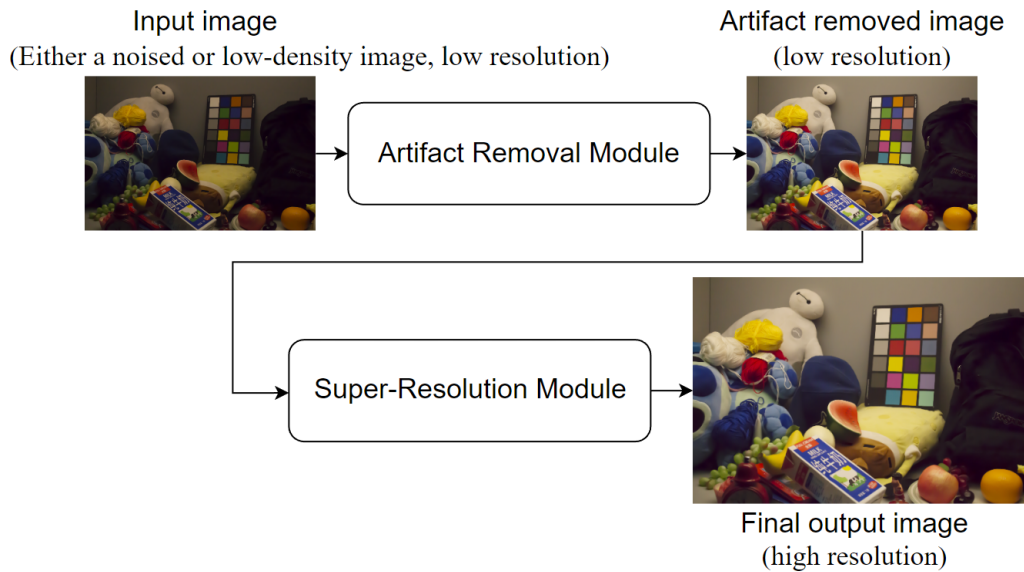 Input image
(Either a noised or low-density image, low resolution)
Artifact Removal Module
Artifact removed image
(low resolution)
Super-Resolution Module
Final output image
(high resolution)